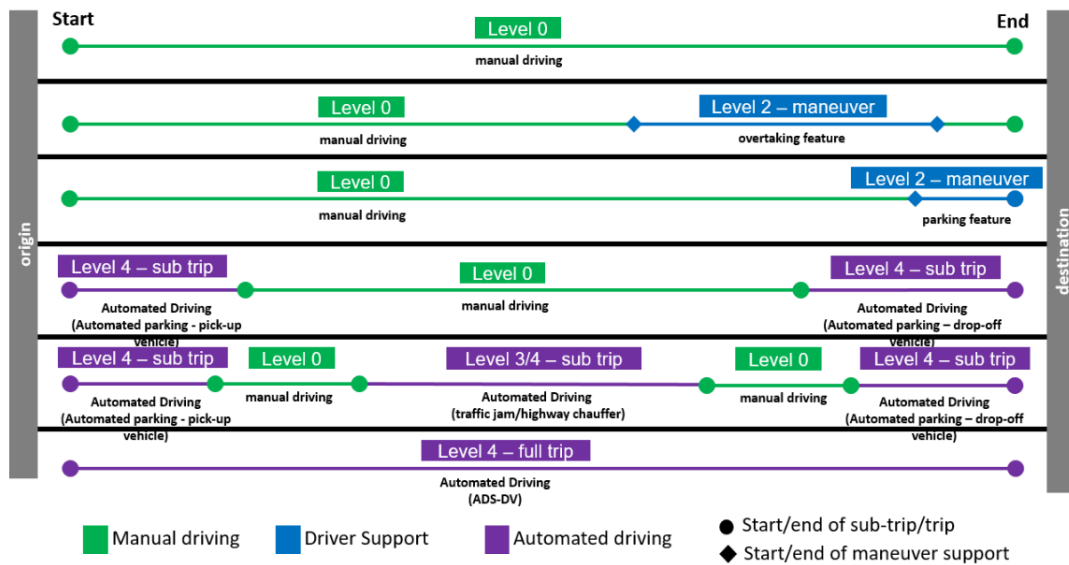 Start
End
Level 0
manual driving
Level 0
Level 2 – maneuver
manual driving
overtaking feature
Level 0
Level 2 – maneuver
manual driving
parking feature
origin
destination
Level 4 – sub trip
Level 0
Level 4 – sub trip
Automated Driving
(Automated parking - pick-up
vehicle)
manual driving
Automated Driving
(Automated parking – drop-off
vehicle)
Level 4 – sub trip
Level 0
Level 3/4 – sub trip
Level 0
Level 4 – sub trip
Automated Driving
(Automated parking - pick-up
vehicle)
manual driving
Automated Driving
(traffic jam/highway chauffer)
manual driving
Automated Driving
(Automated parking – drop-off
vehicle)
Level 4 – full trip
Automated Driving
(ADS-DV)
Manual driving
Driver Support
Automated driving
Start/end of sub-trip/trip
Start/end of maneuver support